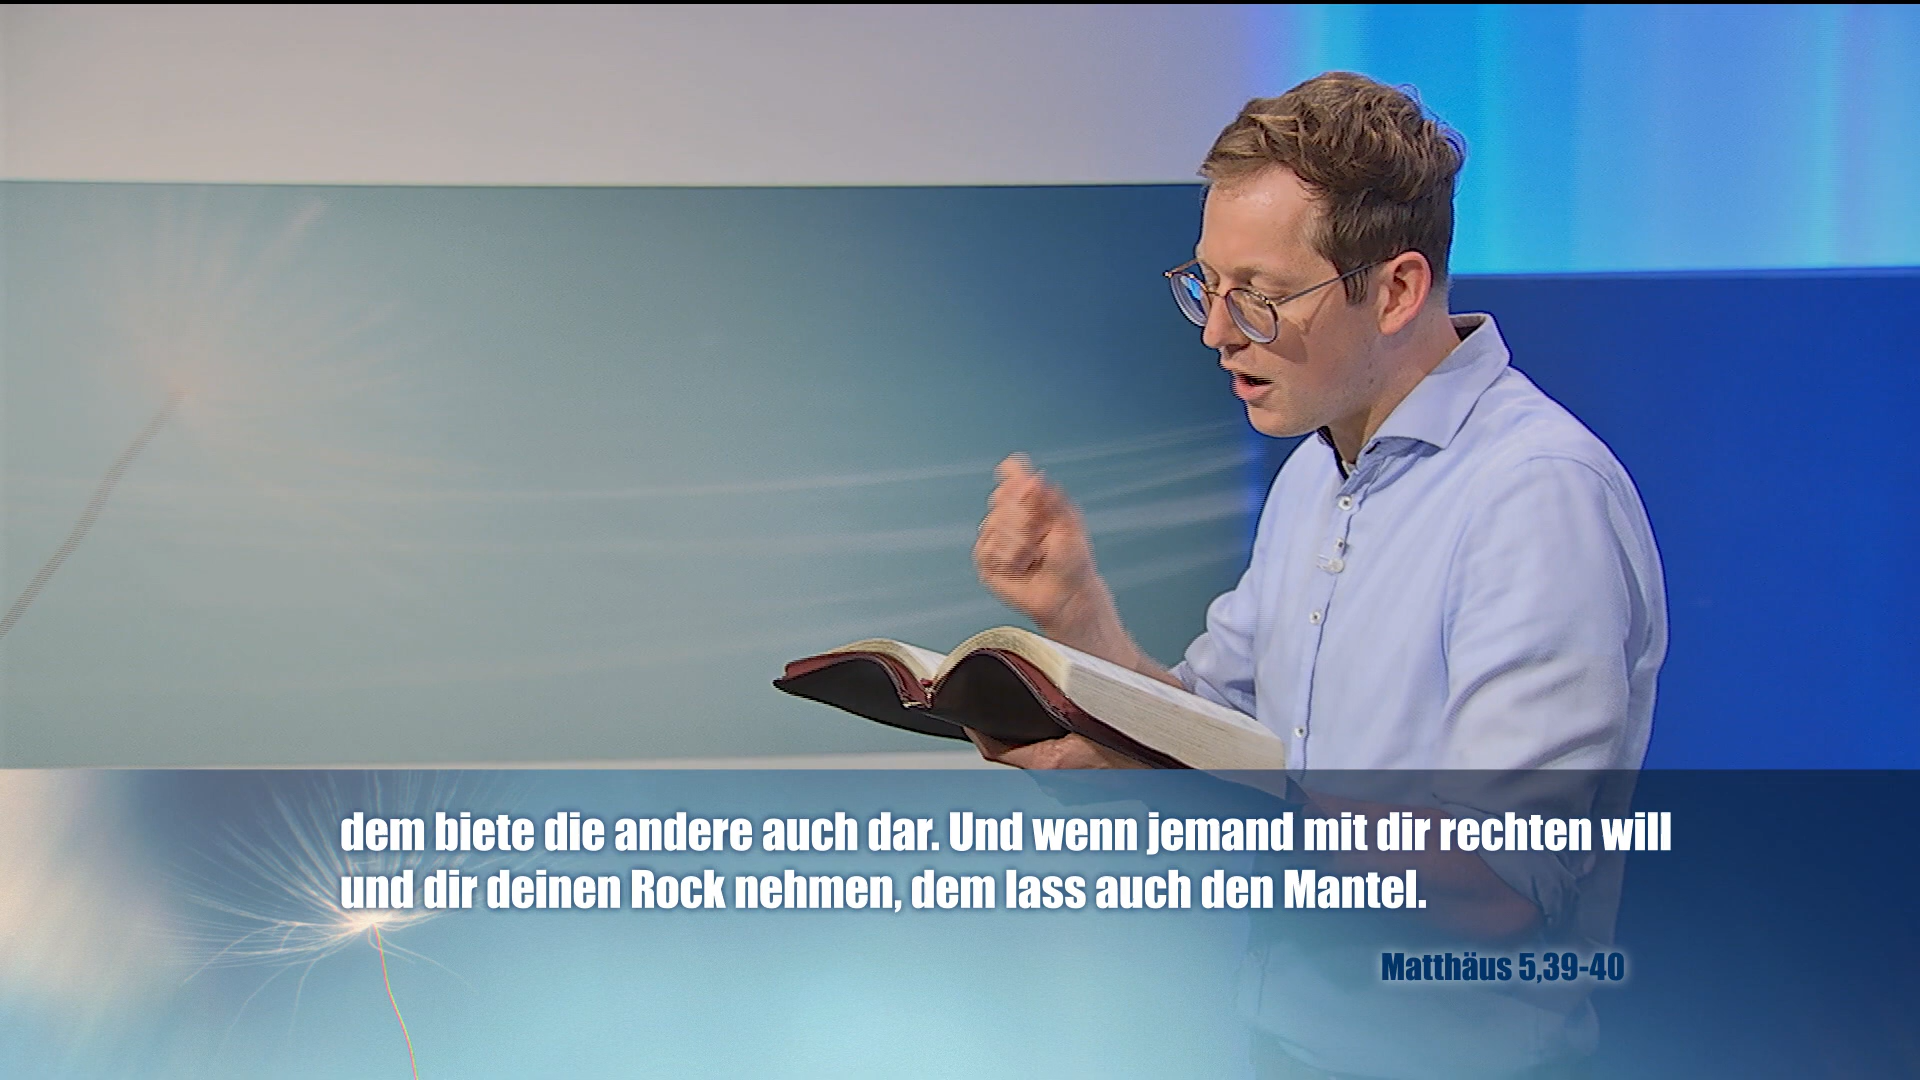 dem biete die andere auch dar. Und wenn jemand mit dir rechten will
und dir deinen Rock nehmen, dem lass auch den Mantel.
Matthäus 5,39-40